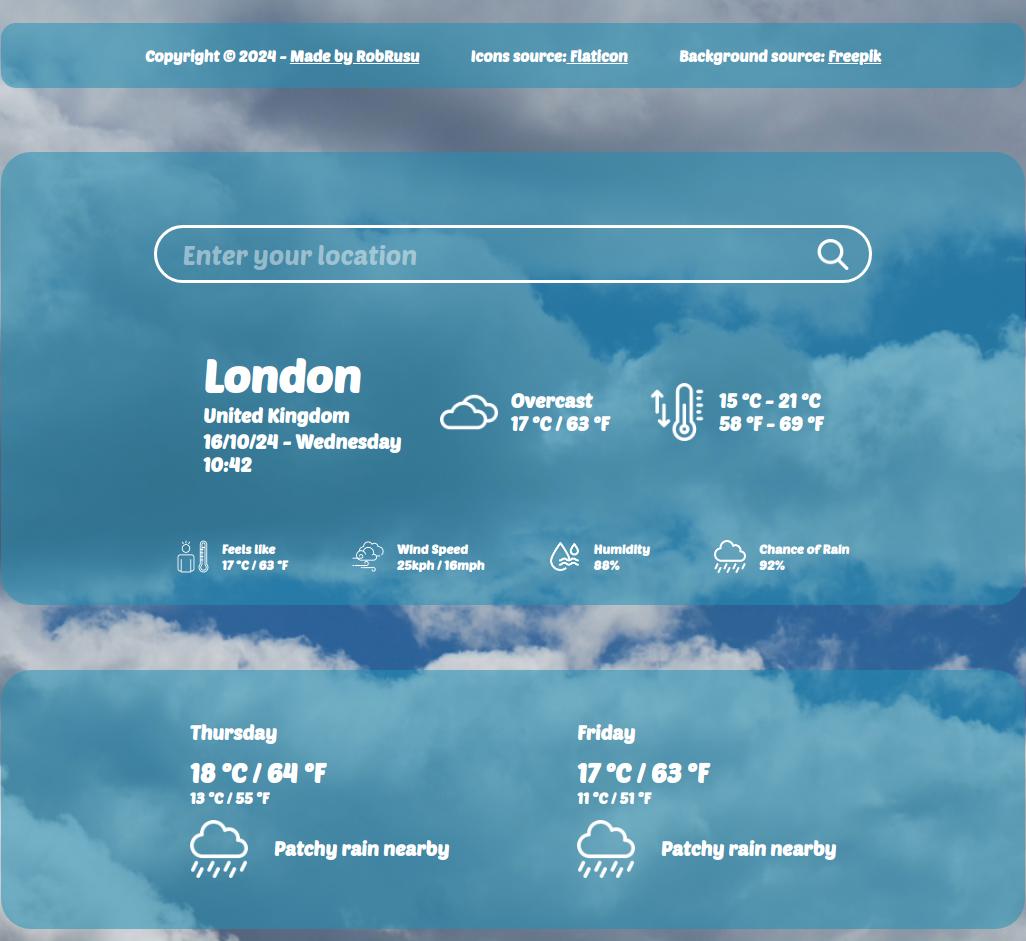 Copyright © 2024 - Made by RobRusu
Icons source: Flaticon
Background source: Freepik
Enter your location
London
United Kingdom
16/10/24 - Wednesday
10:42
Overcast
17 °C / 63 °F
15 °C - 21 °C
58 °F - 69 °F
Feels like
17 °C / 63 °F
Wind Speed
25kph / 16mph
Humidity
88%
Chance of Rain
92%
Thursday
18 °C / 64 °F
13 °C / 55 °F
Patchy rain nearby
Friday
17 °C / 63 °F
11 °C / 51 °F
Patchy rain nearby